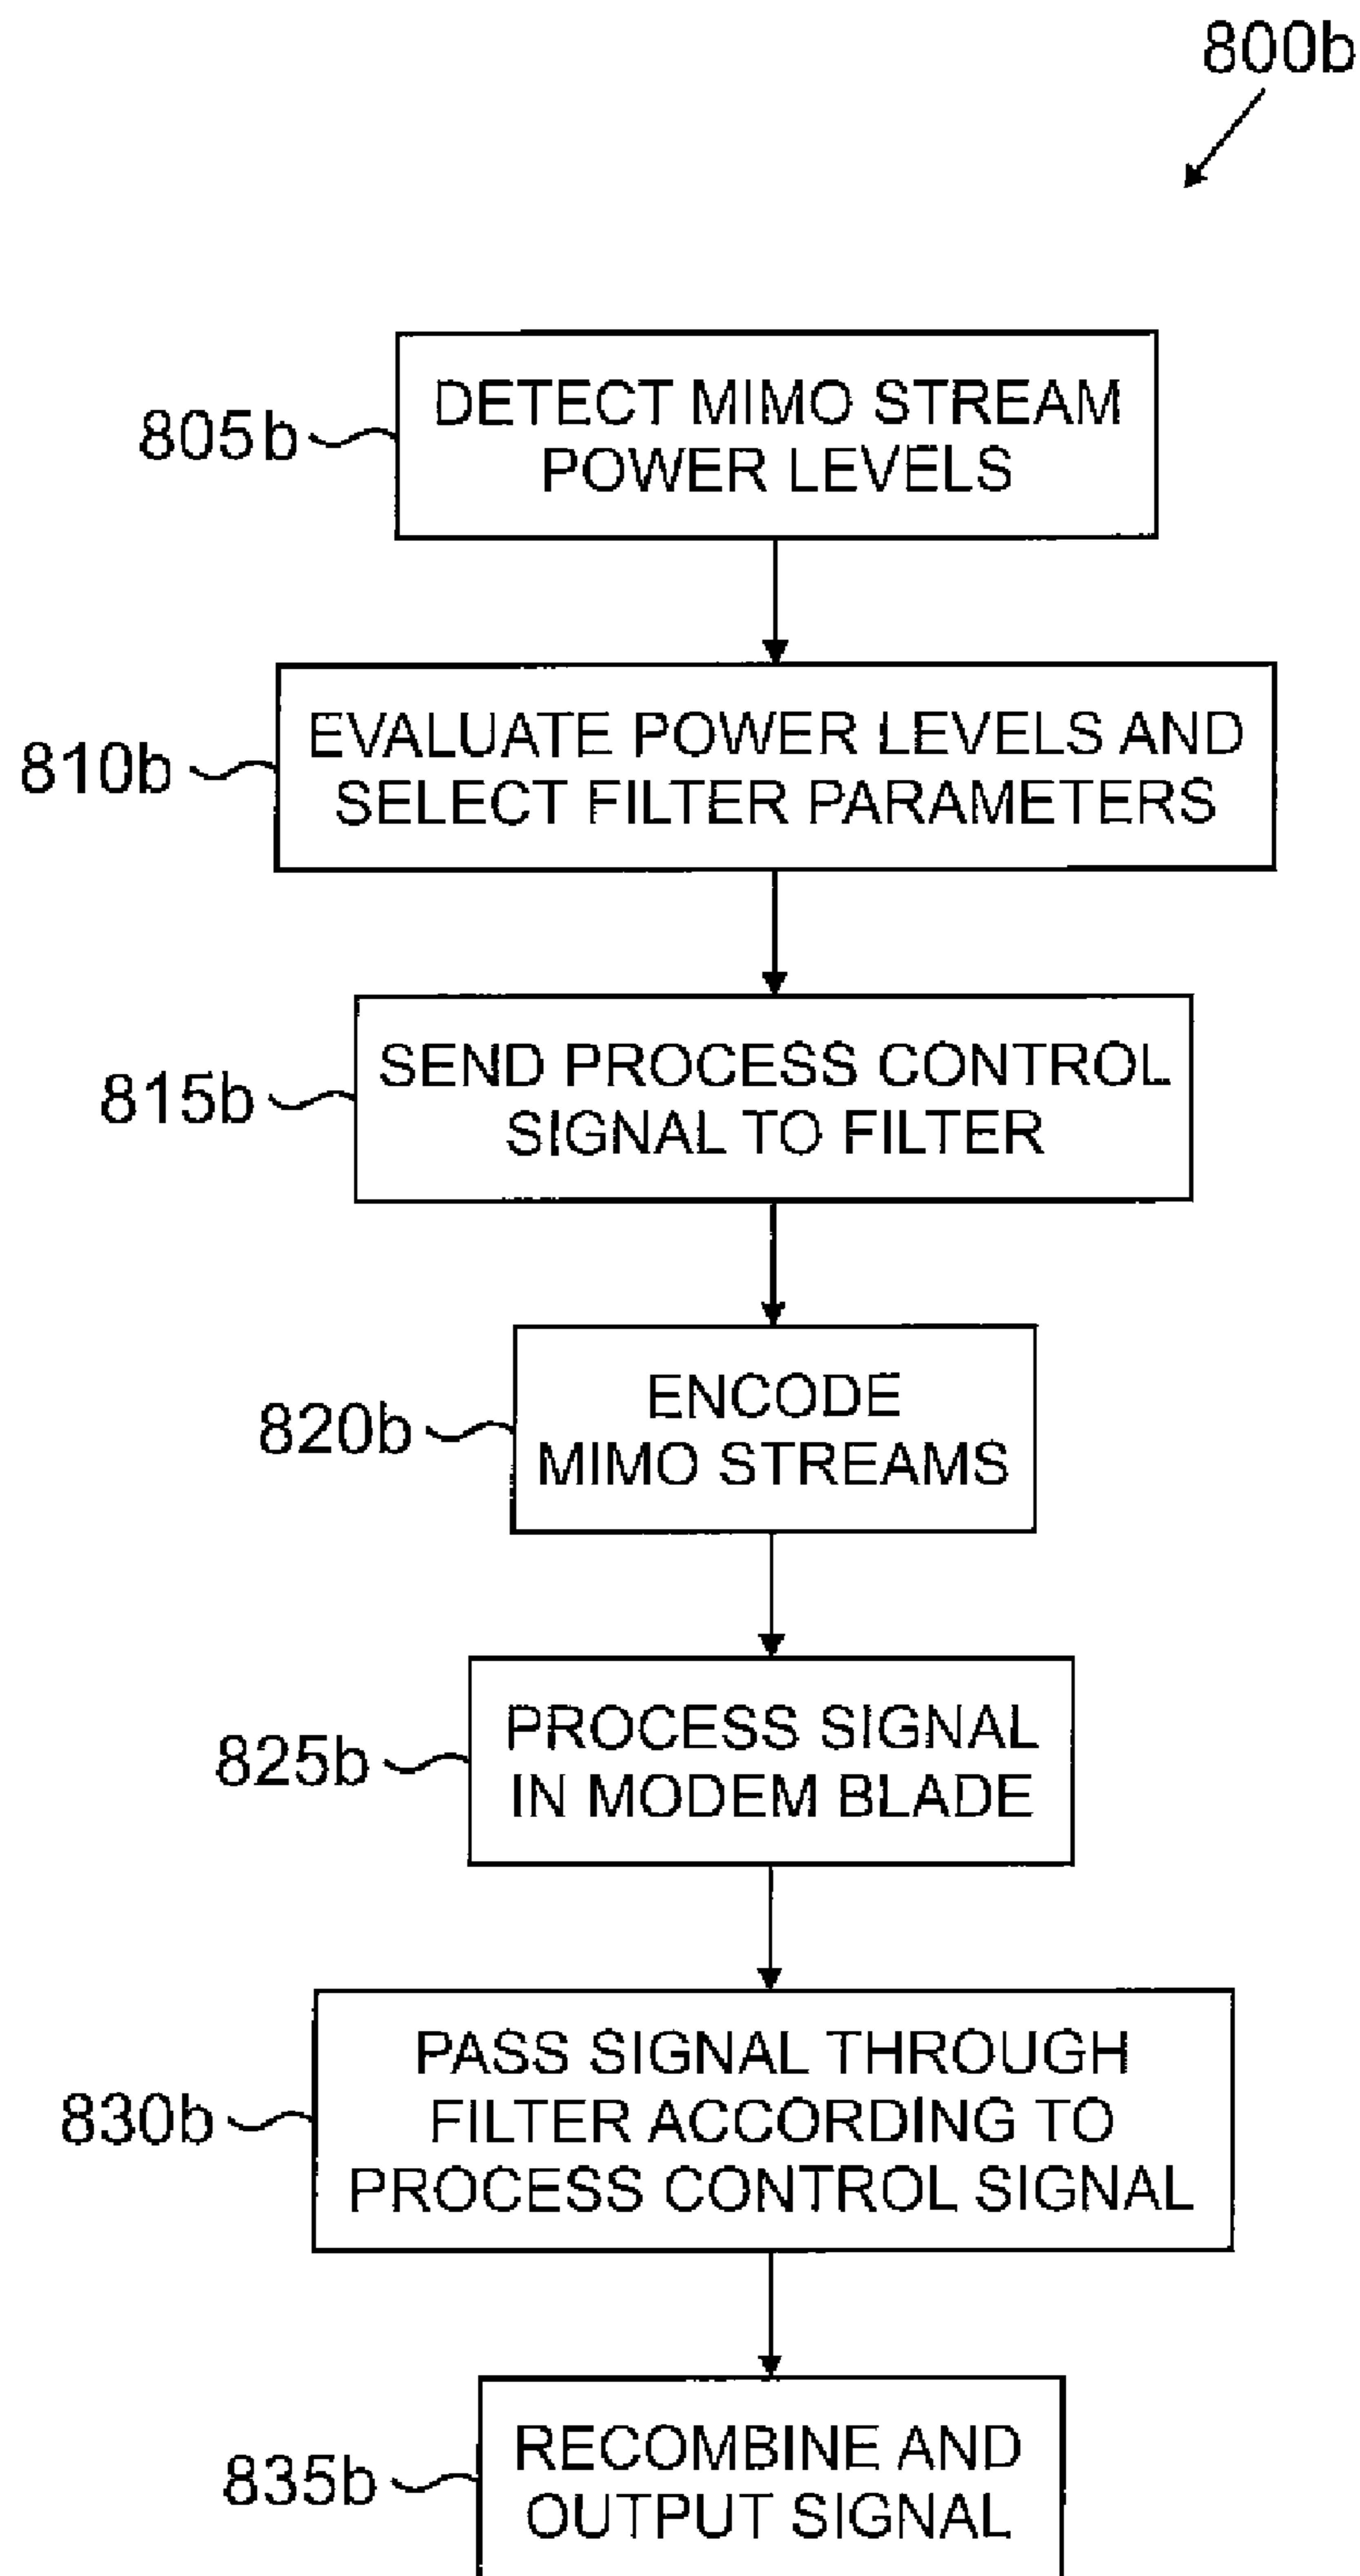 800b
805b
DETECT MIMO STREAM
POWER LEVELS
810b
EVALUATE POWER LEVELS AND
SELECT FILTER PARAMETERS
815b
SEND PROCESS CONTROL
SIGNAL TO FILTER
820b
ENCODE
MIMO STREAMS
825b
PROCESS SIGNAL
IN MODEM BLADE
830b
PASS SIGNAL THROUGH
FILTER ACCORDING TO
PROCESS CONTROL SIGNAL
835b
RECOMBINE AND
OUTPUT SIGNAL